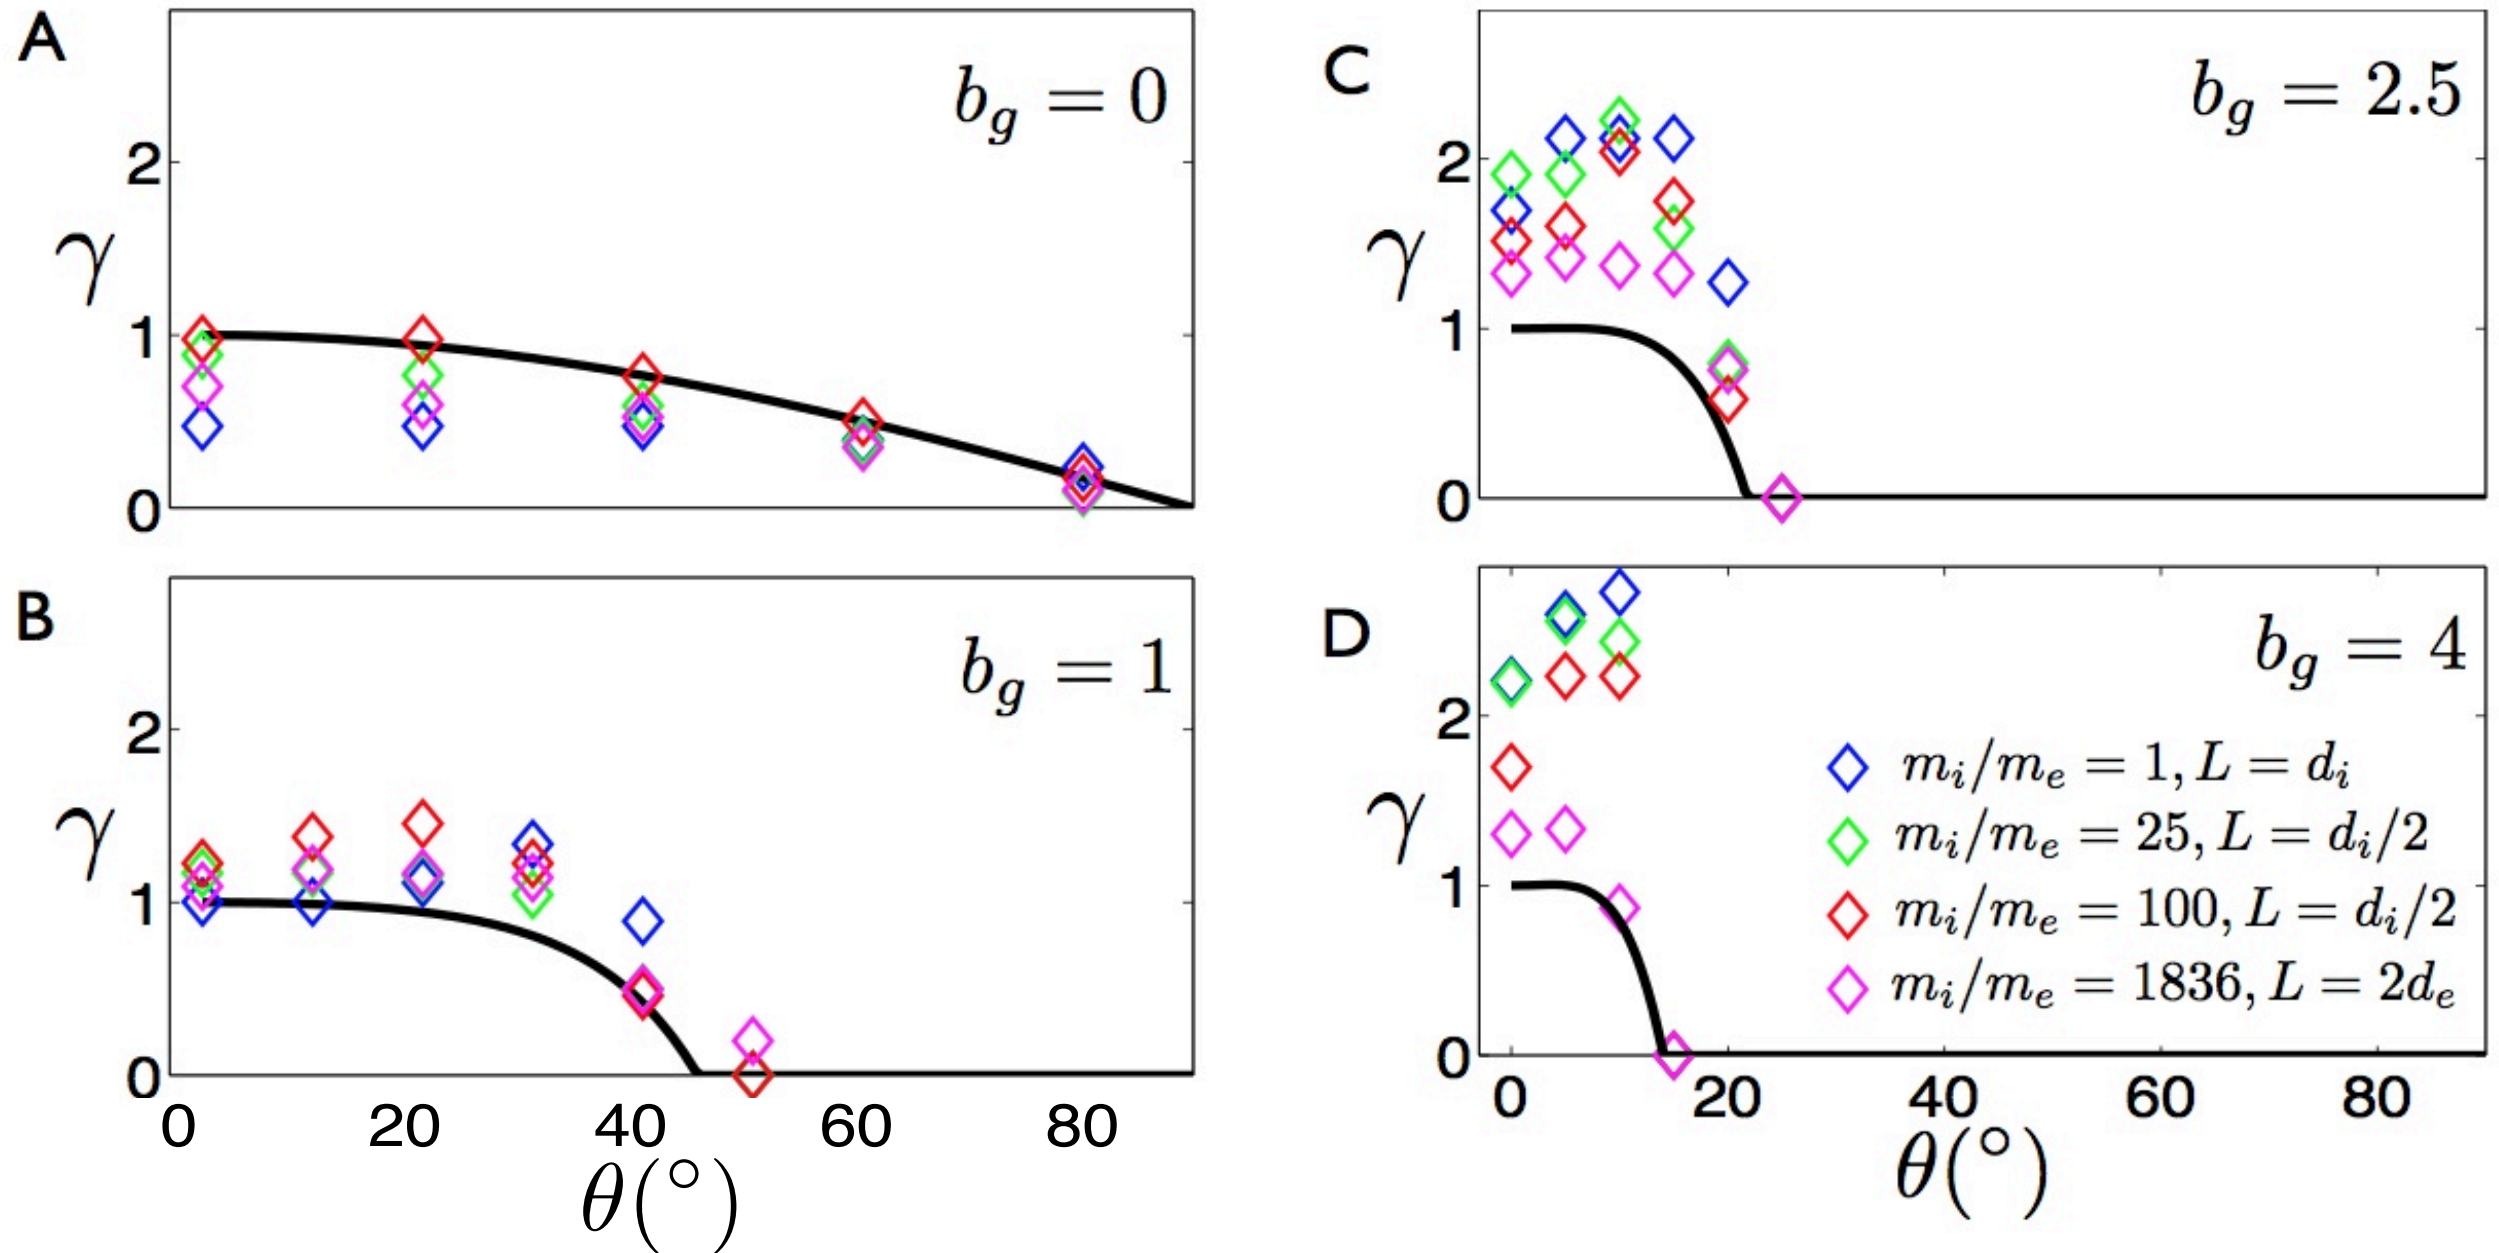 A
b_g = 0
2
γ
1
0
B
b_g = 1
2
γ
1
0
0 20 40 60 80
θ(°)
C
b_g = 2.5
2
γ
1
0
D
b_g = 4
2
γ
1
0
m_i/m_e = 1, L = d_i
m_i/m_e = 25, L = d_i/2
m_i/m_e = 100, L = d_i/2
m_i/m_e = 1836, L = 2d_e
0 20 40 60 80
θ(°)